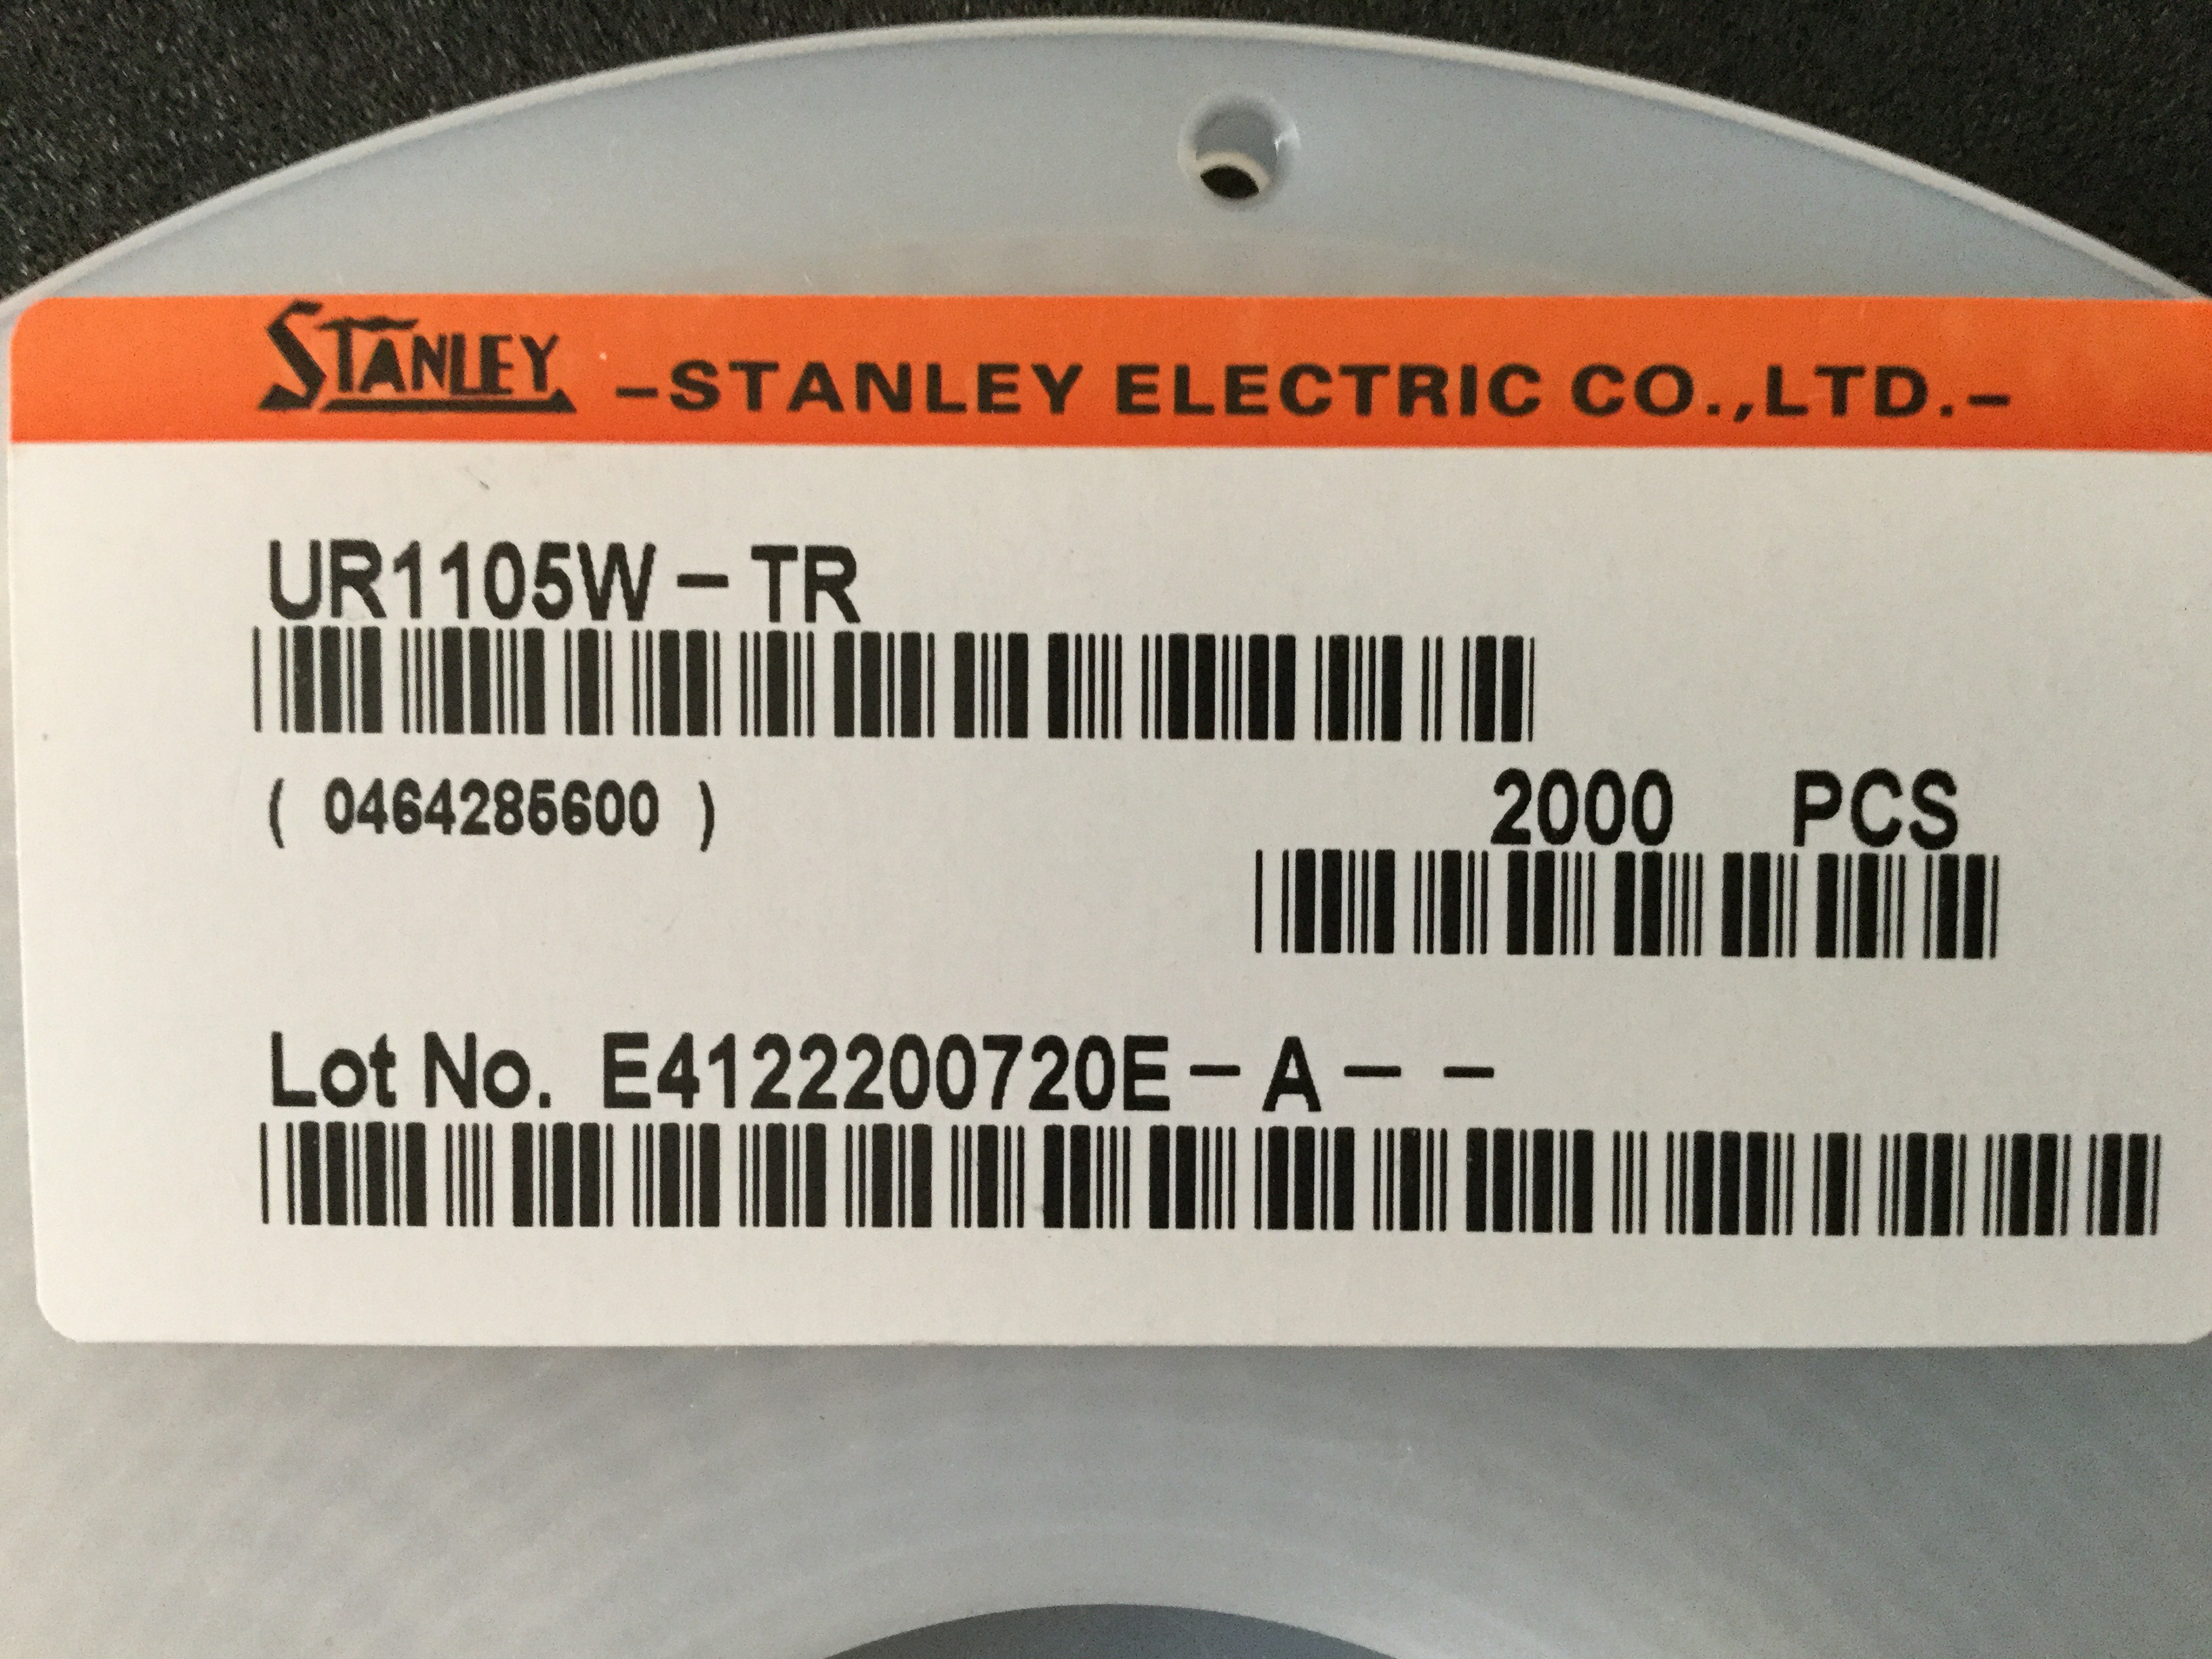 STANLEY -STANLEY ELECTRIC CO.,LTD.-
UR1105W-TR
( 0464285600 )
2000 PCS
Lot No. E4122200720E-A--